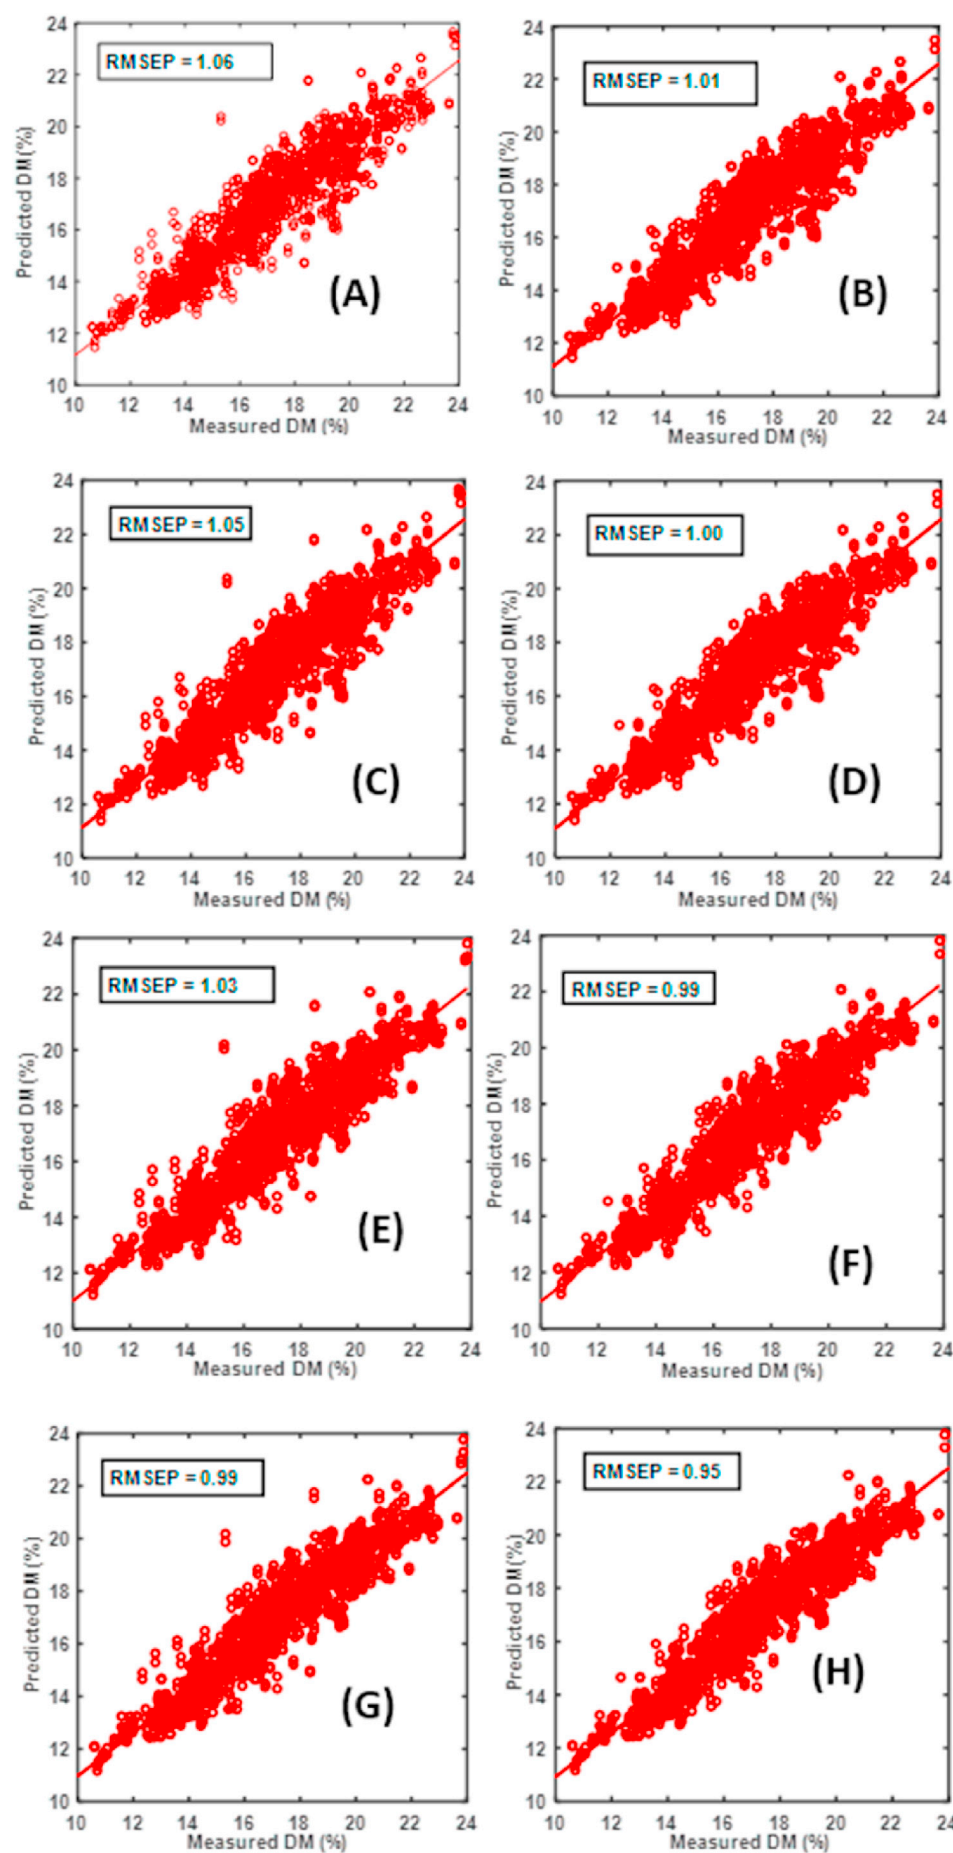 RMSEP = 1.06
Predicted DM (%)
24
22
20
18
16
14
12
10
(A)
10 12 14 16 18 20 22 24
Measured DM (%)
RMSEP = 1.01
Predicted DM (%)
24
22
20
18
16
14
12
10
(B)
10 12 14 16 18 20 22 24
Measured DM (%)
RMSEP = 1.05
Predicted DM (%)
24
22
20
18
16
14
12
10
(C)
10 12 14 16 18 20 22 24
Measured DM (%)
RMSEP = 1.00
Predicted DM (%)
24
22
20
18
16
14
12
10
(D)
10 12 14 16 18 20 22 24
Measured DM (%)
RMSEP = 1.03
Predicted DM (%)
24
22
20
18
16
14
12
10
(E)
10 12 14 16 18 20 22 24
Measured DM (%)
RMSEP = 0.99
Predicted DM (%)
24
22
20
18
16
14
12
10
(F)
10 12 14 16 18 20 22 24
Measured DM (%)
RMSEP = 0.99
Predicted DM (%)
24
22
20
18
16
14
12
10
(G)
10 12 14 16 18 20 22 24
Measured DM (%)
RMSEP = 0.95
Predicted DM(%)
24
22
20
18
16
14
12
10
(H)
10 12 14 16 18 20 22 24
Measured DM (%)